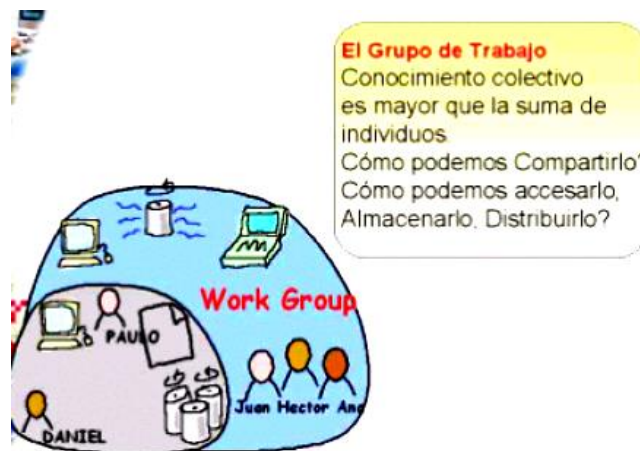 El Grupo de Trabajo
Conocimiento colectivo
es mayor que la suma de
individuos.
Cómo podemos Compartirlo?
Cómo podemos accesarlo,
Almacenarlo, Distribuirlo?
Work Group
PAULO
Juan Hector Ana
DANIEL